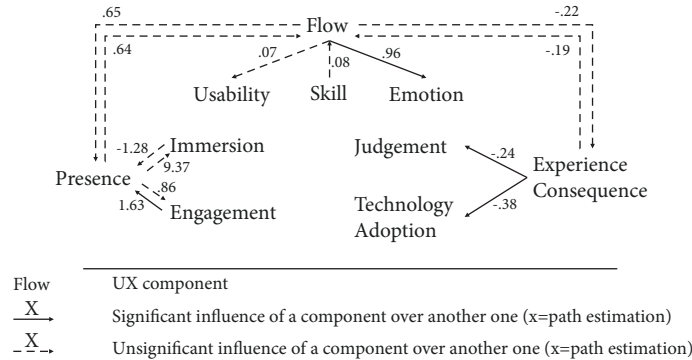 .65
Flow
-.22
.64
-.19
.07
.08
.96
Usability
Skill
Emotion
-1.28
Immersion
Judgement
9.37
-.24
Presence
Experience
Consequence
.86
1.63
Engagement
Technology
Adoption
-.38
Flow
UX component
X
Significant influence of a component over another one (x=path estimation)
X
Unsignificant influence of a component over another one (x=path estimation)